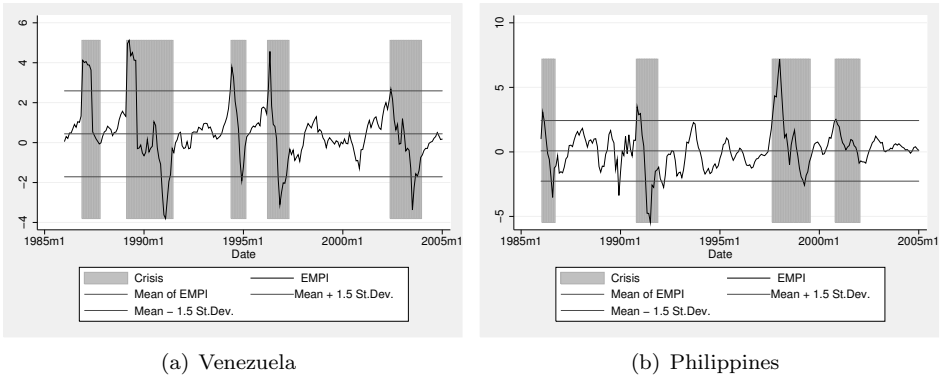 6
4
2
0
−2
−4
1985m1 1990m1 1995m1 2000m1 2005m1
Date
Crisis EMPI
Mean of EMPI Mean + 1.5 St.Dev.
Mean − 1.5 St.Dev.
(a) Venezuela
10
5
0
−5
1985m1 1990m1 1995m1 2000m1 2005m1
Date
Crisis EMPI
Mean of EMPI Mean + 1.5 St.Dev.
Mean − 1.5 St.Dev.
(b) Philippines